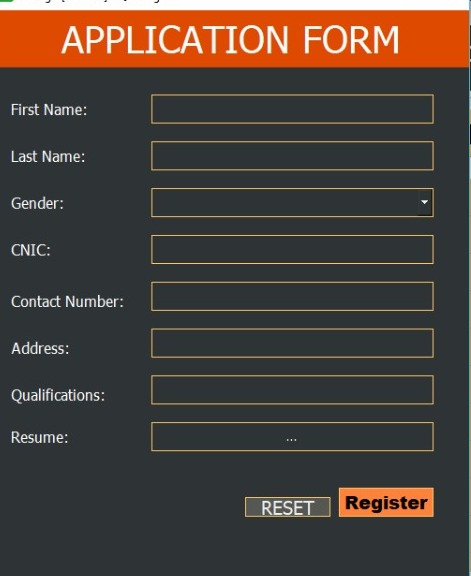 APPLICATION FORM
First Name:
Last Name:
Gender:
CNIC:
Contact Number:
Address:
Qualifications:
Resume:
...
RESET
Register